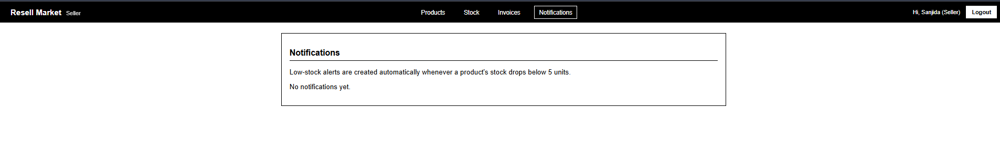 Resell Market Seller Products Stock Invoices Notifications Hi, Sanjida (Seller) Logout
Notifications
Low-stock alerts are created automatically whenever a product's stock drops below 5 units.
No notifications yet.